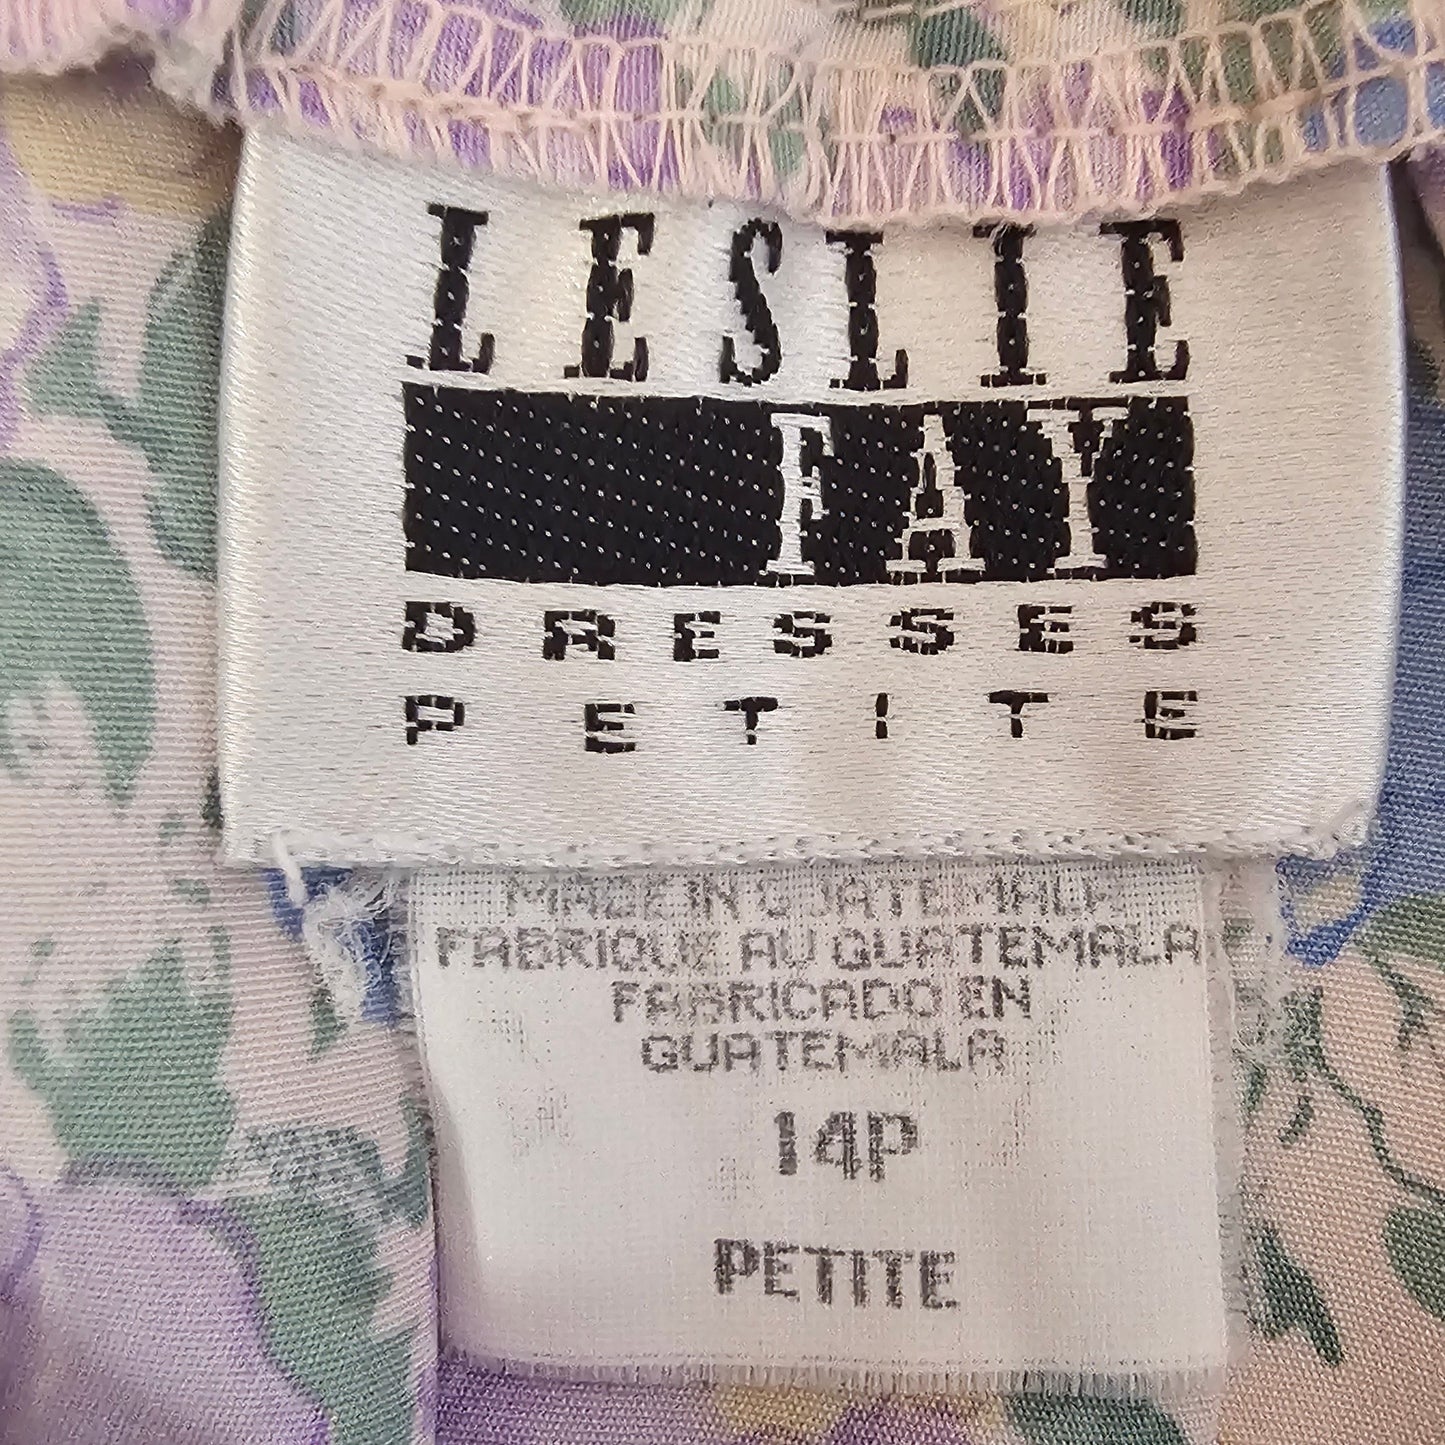 LESLIE
FAY
DRESSES
PETITE
MADE IN GUATEMALA
FABRIQUE AU GUATEMALA
FABRICADO EN
GUATEMALA
14P
PETITE